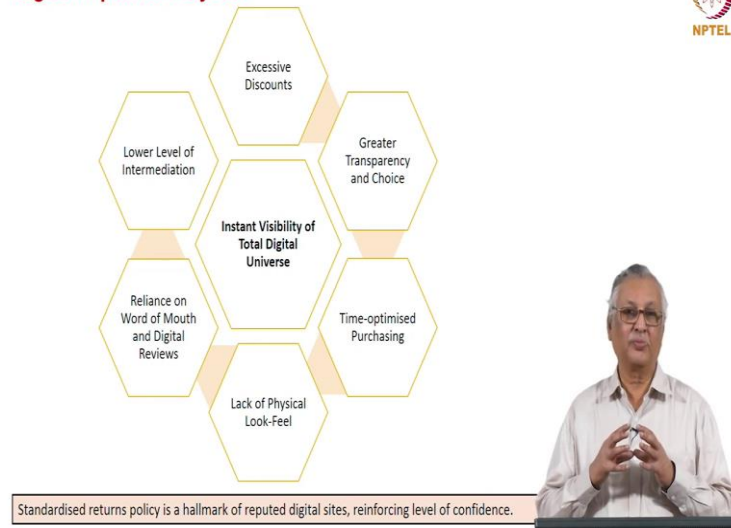 NPTEL
Excessive
Discounts
Greater
Transparency
and Choice
Lower Level of
Intermediation
Instant Visibility of
Total Digital
Universe
Reliance on
Word of Mouth
and Digital
Reviews
Time-optimised
Purchasing
Lack of Physical
Look-Feel
Standardised returns policy is a hallmark of reputed digital sites, reinforcing level of confidence.